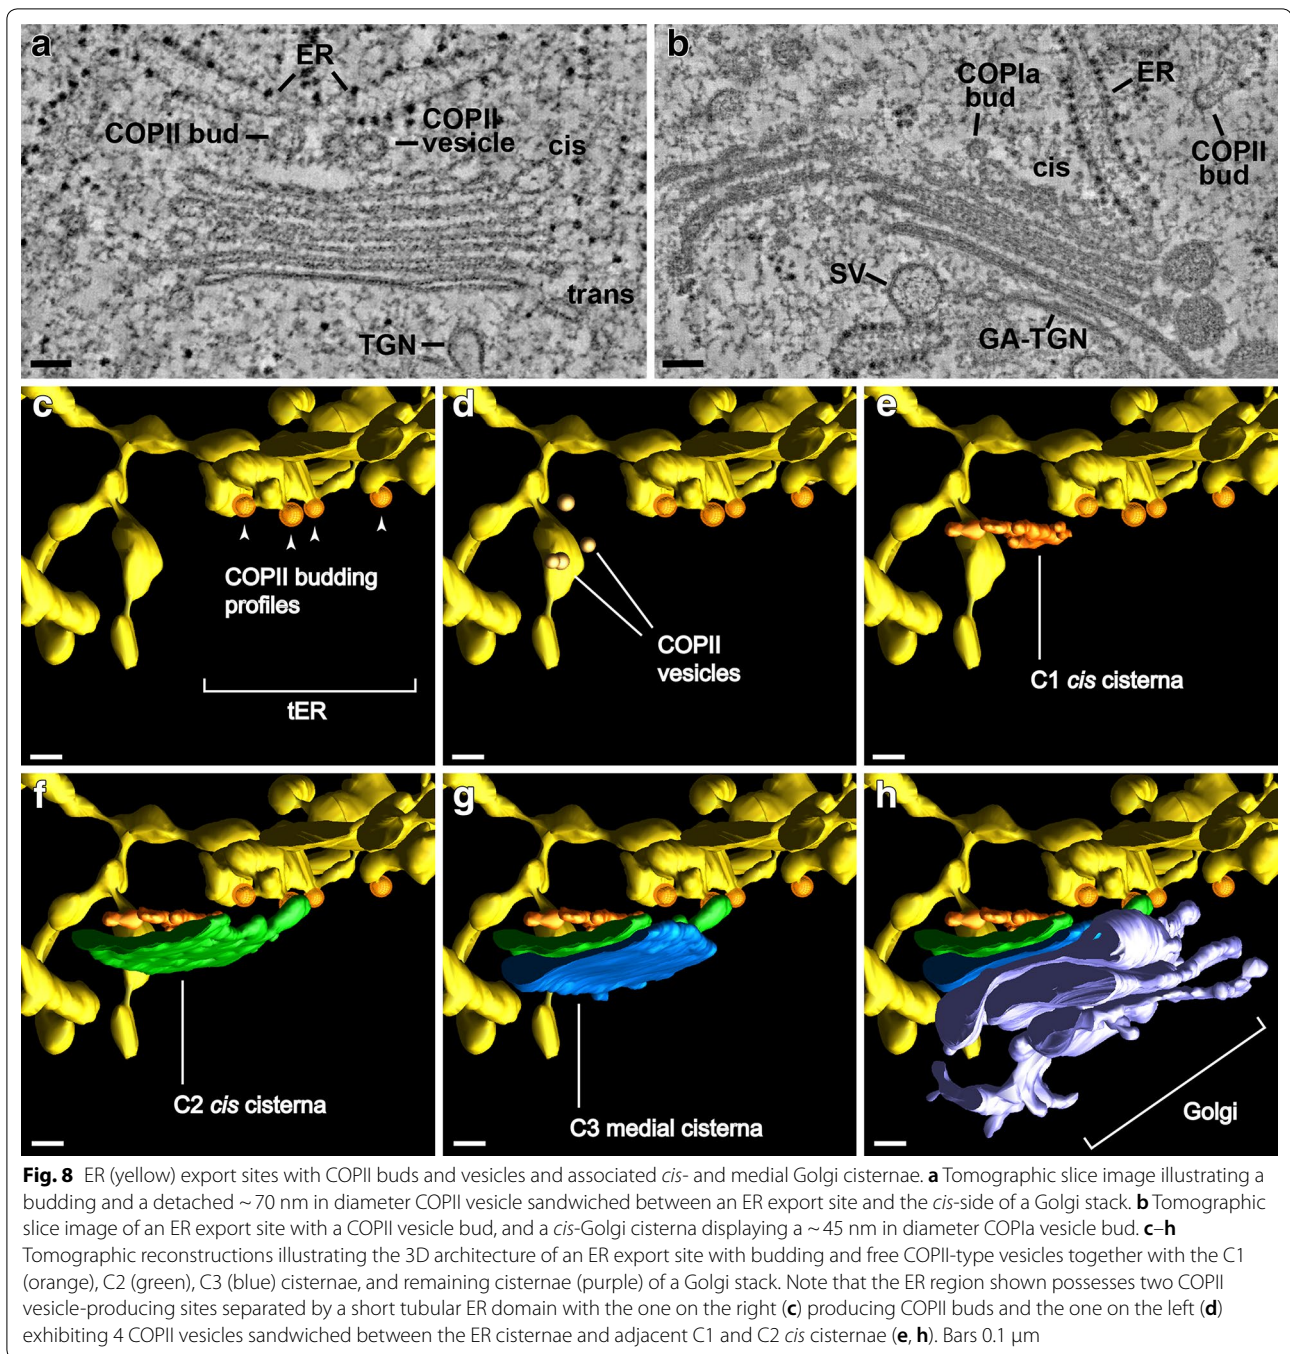 a
ER
COPII bud
COPII
vesicle
cis
trans
TGN
b
COPIa
bud
ER
COPII
bud
cis
SV
GA-TGN
c
COPII budding
profiles
tER
d
COPII
vesicles
e
C1 cis cisterna
f
C2 cis cisterna
g
C3 medial cisterna
h
Golgi
Fig. 8 ER (yellow) export sites with COPII buds and vesicles and associated cis- and medial Golgi cisternae. a Tomographic slice image illustrating a
budding and a detached ~ 70 nm in diameter COPII vesicle sandwiched between an ER export site and the cis-side of a Golgi stack. b Tomographic
slice image of an ER export site with a COPII vesicle bud, and a cis-Golgi cisterna displaying a ~ 45 nm in diameter COPIa vesicle bud. c–h
Tomographic reconstructions illustrating the 3D architecture of an ER export site with budding and free COPII-type vesicles together with the C1
(orange), C2 (green), C3 (blue) cisternae, and remaining cisternae (purple) of a Golgi stack. Note that the ER region shown possesses two COPII
vesicle-producing sites separated by a short tubular ER domain with the one on the right (c) producing COPII buds and the one on the left (d)
exhibiting 4 COPII vesicles sandwiched between the ER cisternae and adjacent C1 and C2 cis cisternae (e, h). Bars 0.1 μm